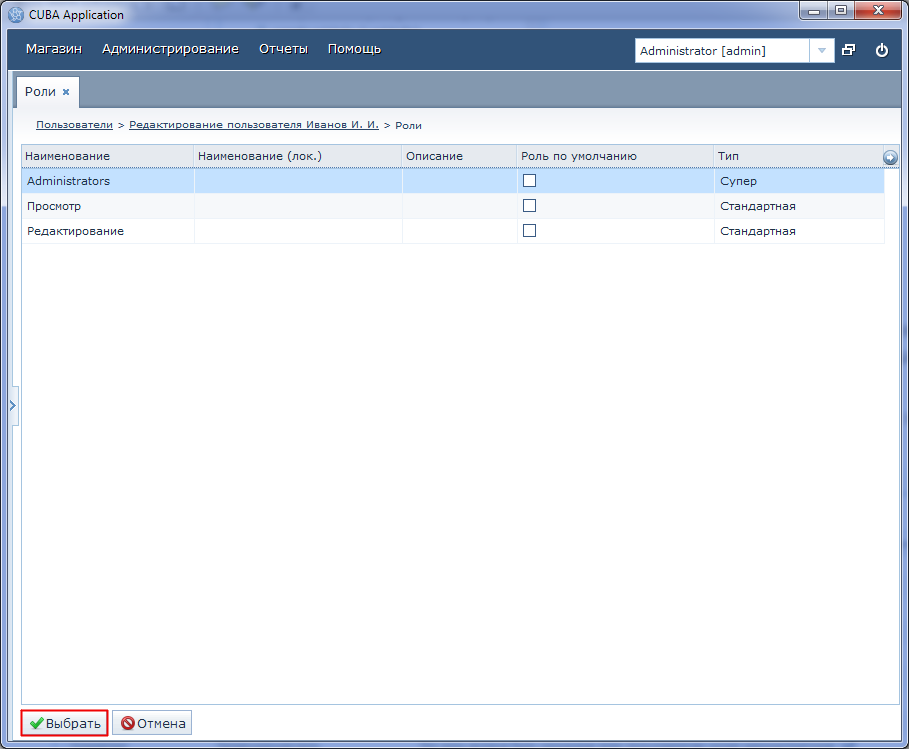 CUBA Application
Магазин Администрирование Отчеты Помощь Administrator [admin]
Роли
Пользователи > Редактирование пользователя Иванов И. И. > Роли
Наименование Наименование (лок.) Описание Роль по умолчанию Тип
Administrators Супер
Просмотр Стандартная
Редактирование Стандартная
Выбрать Отмена